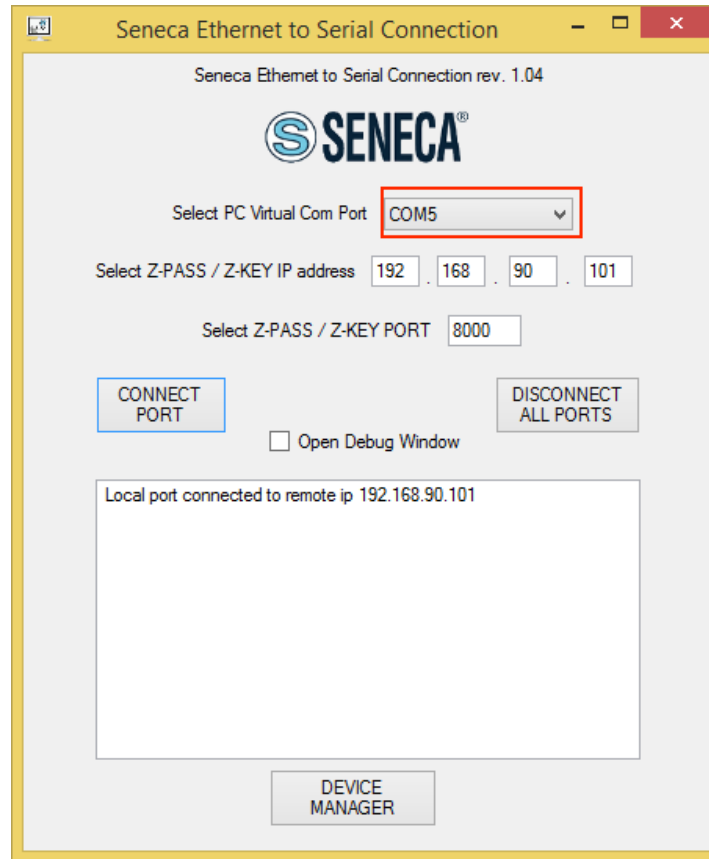 Seneca Ethernet to Serial Connection
Seneca Ethernet to Serial Connection rev. 1.04
S SENECA®
Select PC Virtual Com Port COM5
Select Z-PASS / Z-KEY IP address 192 . 168 . 90 . 101
Select Z-PASS / Z-KEY PORT 8000
CONNECT
PORT
DISCONNECT
ALL PORTS
Open Debug Window
Local port connected to remote ip 192.168.90.101
DEVICE
MANAGER